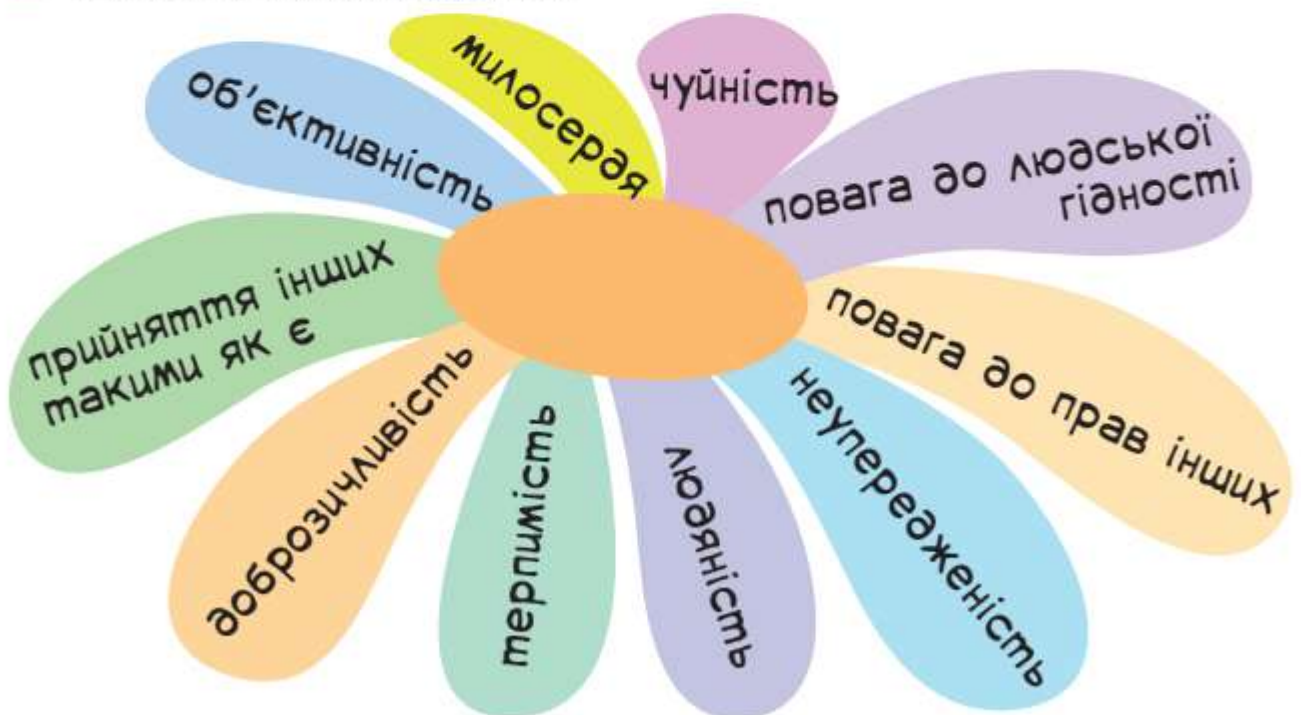 об'єктивність
милосердя
чуйність
повага до людської
гідності
прийняття інших
такими як є
повага до прав інших
доброзичливість
терпимість
людяність
неупередженість